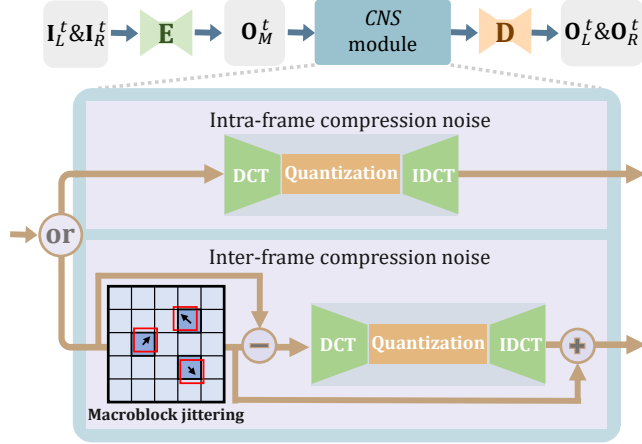 I_L^t&I_R^t
E
O_M^t
CNS
module
D
O_L^t&O_R^t
Intra-frame compression noise
DCT
Quantization
IDCT
or
Inter-frame compression noise
DCT
Quantization
IDCT
Macroblock jittering